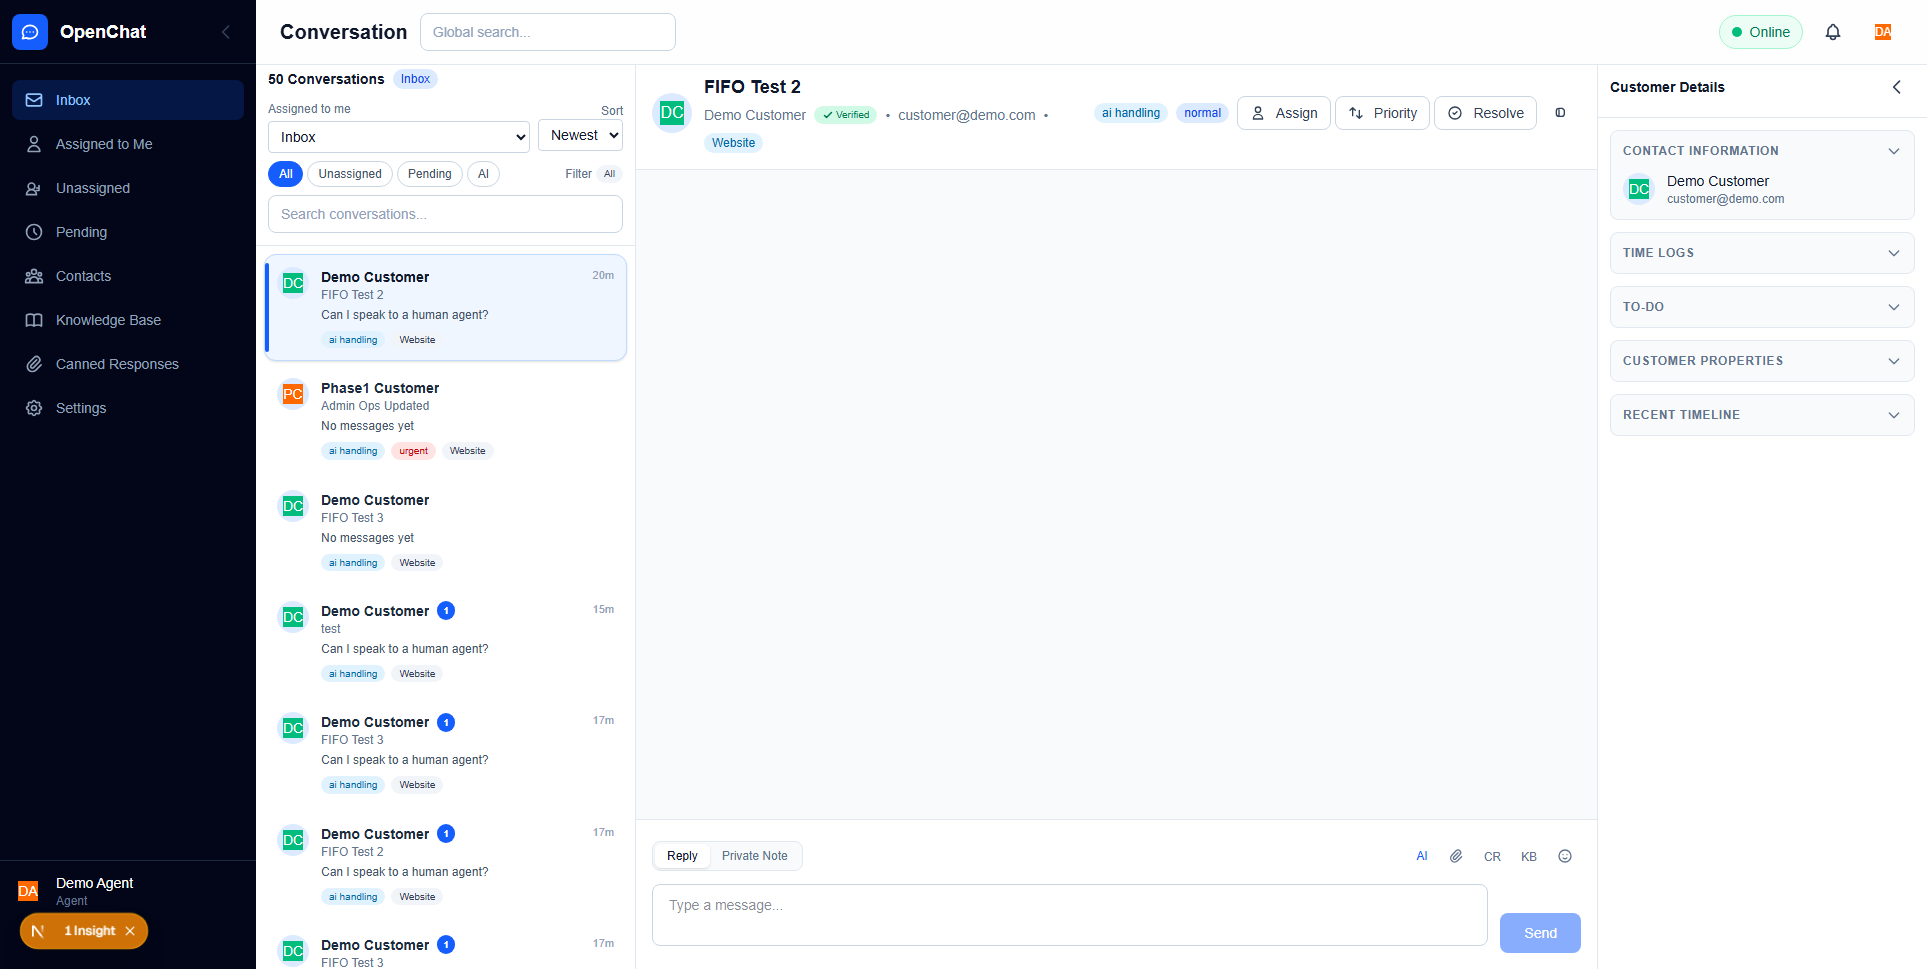 OpenChat
Inbox
Assigned to Me
Unassigned
Pending
Contacts
Knowledge Base
Canned Responses
Settings
DA
Demo Agent
Agent
1 Insight
Conversation
Global search...
Online
DA
50 Conversations
Inbox
Assigned to me
Sort
Inbox
Newest
All
Unassigned
Pending
AI
Filter
All
Search conversations...
DC
Demo Customer
20m
FIFO Test 2
Can I speak to a human agent?
ai handling
Website
PC
Phase1 Customer
Admin Ops Updated
No messages yet
ai handling
urgent
Website
DC
Demo Customer
FIFO Test 3
No messages yet
ai handling
Website
DC
Demo Customer
1
15m
test
Can I speak to a human agent?
ai handling
Website
DC
Demo Customer
1
17m
FIFO Test 3
Can I speak to a human agent?
ai handling
Website
DC
Demo Customer
1
17m
FIFO Test 2
Can I speak to a human agent?
ai handling
Website
DC
Demo Customer
1
17m
FIFO Test 3
DC
FIFO Test 2
Demo Customer
Verified
• customer@demo.com •
Website
ai handling
normal
Assign
Priority
Resolve
Reply
Private Note
AI
CR
KB
Type a message...
Send
Customer Details
CONTACT INFORMATION
DC
Demo Customer
customer@demo.com
TIME LOGS
TO-DO
CUSTOMER PROPERTIES
RECENT TIMELINE